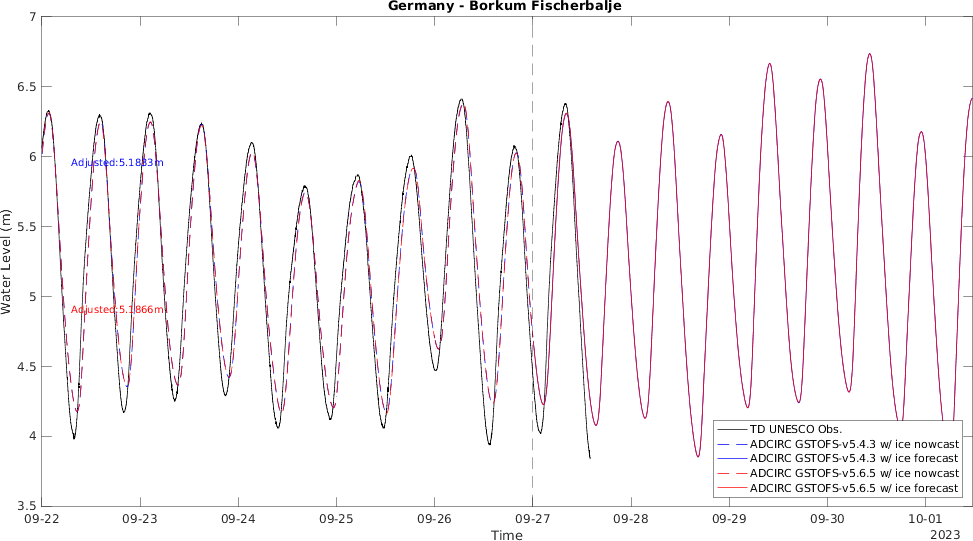 Germany - Borkum Fischerbalje
7
6.5
6
5.5
5
4.5
4
3.5
Water Level (m)
Adjusted:5.1833m
Adjusted:5.1866m
TD UNESCO Obs.
ADCIRC GSTOFS-v5.4.3 w/ ice nowcast
ADCIRC GSTOFS-v5.4.3 w/ ice forecast
ADCIRC GSTOFS-v5.6.5 w/ ice nowcast
ADCIRC GSTOFS-v5.6.5 w/ ice forecast
09-22 09-23 09-24 09-25 09-26 09-27 09-28 09-29 09-30 10-01
Time
2023